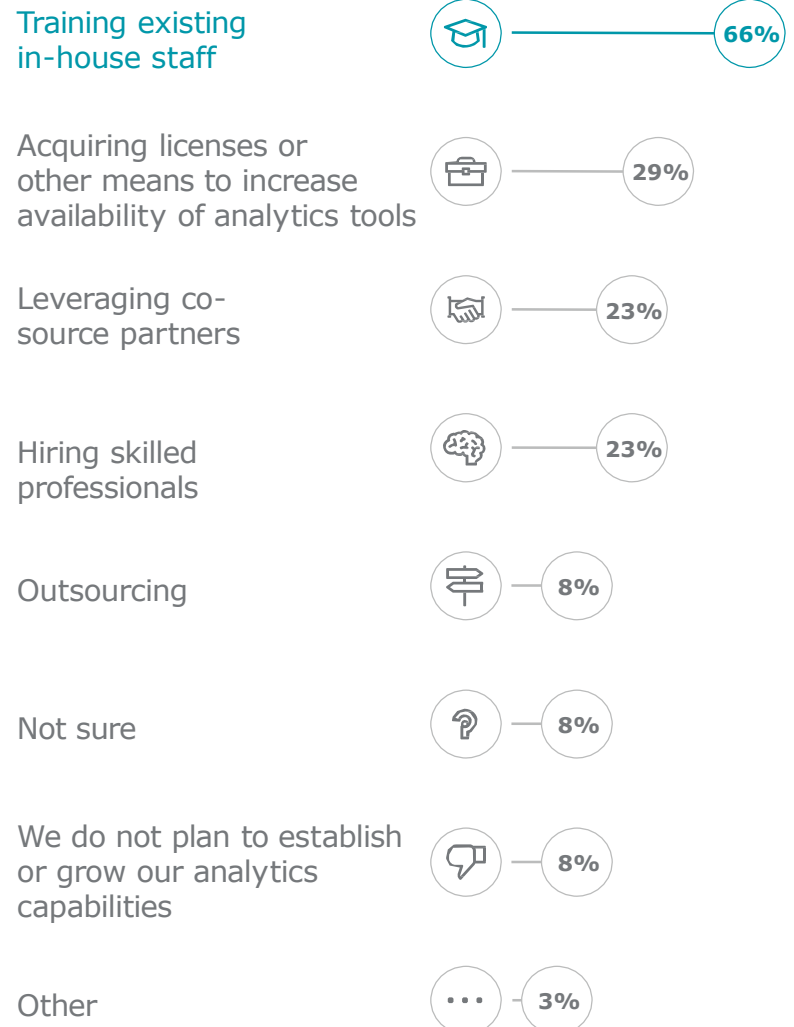 Training existing
in-house staff
66%
Acquiring licenses or
other means to increase
availability of analytics tools
29%
Leveraging co-
source partners
23%
Hiring skilled
professionals
23%
Outsourcing
8%
Not sure
8%
We do not plan to establish
or grow our analytics
capabilities
8%
Other
3%